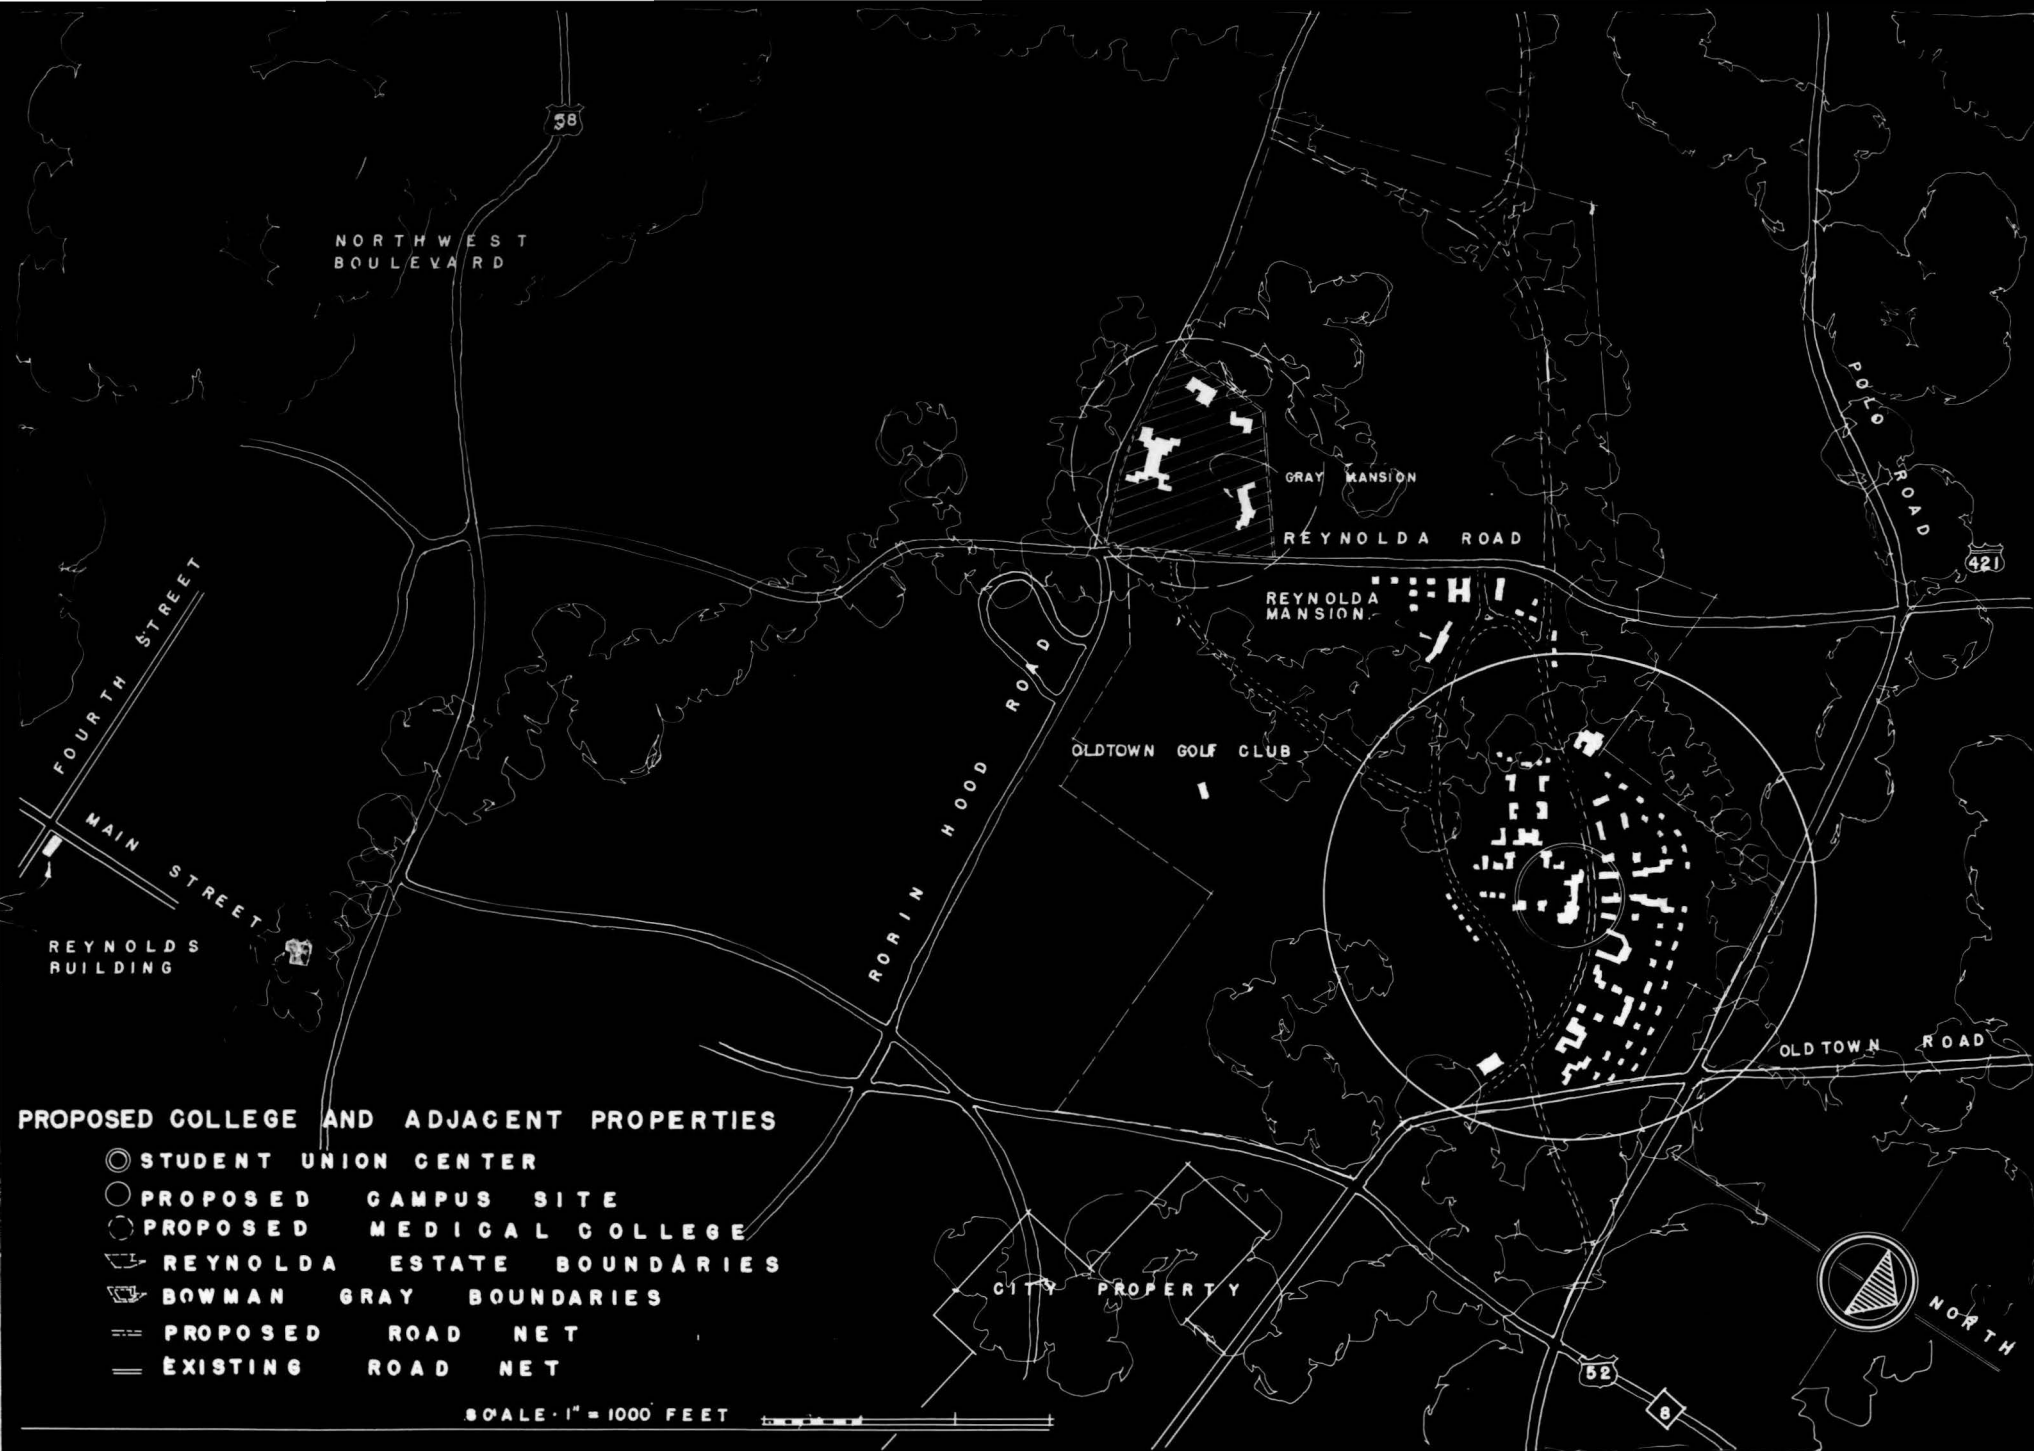 58
NORTHWEST
BOULEVARD
POLO ROAD
GRAY MANSION
REYNOLDA ROAD
421
REYNOLDA
MANSION
FOURTH STREET
ROBIN HOOD ROAD
OLDTOWN GOLF CLUB
MAIN STREET
REYNOLDS
BUILDING
OLDTOWN ROAD
PROPOSED COLLEGE AND ADJACENT PROPERTIES
STUDENT UNION CENTER
PROPOSED CAMPUS SITE
PROPOSED MEDICAL COLLEGE
REYNOLDA ESTATE BOUNDARIES
BOWMAN GRAY BOUNDARIES
PROPOSED ROAD NET
EXISTING ROAD NET
SCALE · 1" = 1000 FEET
CITY PROPERTY
NORTH
52
8